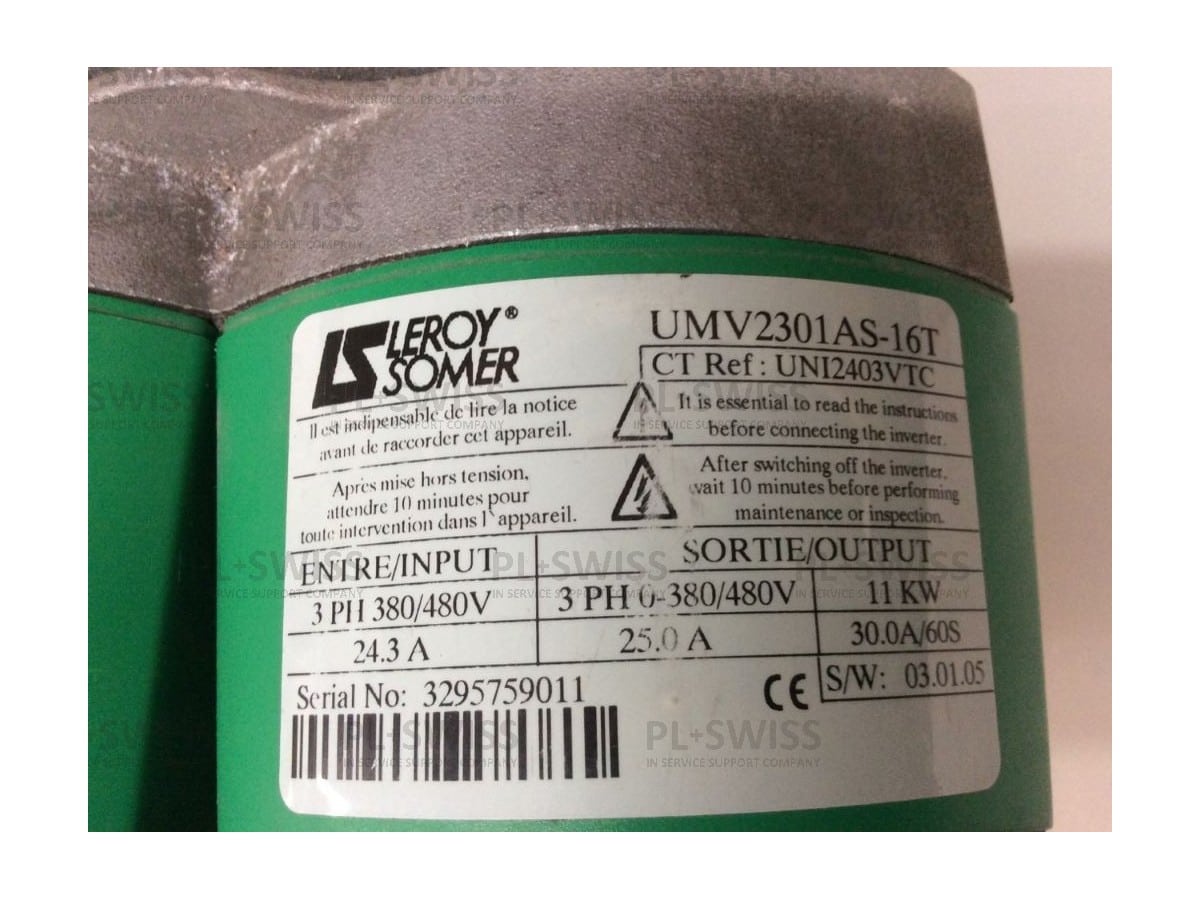 LEROY®
SOMER
UMV2301AS-16T
CT Ref : UNI2403VTC
Il est indipensable de lire la notice
avant de raccorder cet appareil.
It is essential to read the instructions
before connecting the inverter.
Aprics mise hors tension,
attendre 10 minutes pour
toute intervention dans l'appareil.
After switching off the inverter,
wait 10 minutes before performing
maintenance or inspection.
ENTRE/INPUT
SORTIE/OUTPUT
3 PH 380/480V
3 PH 0-380/480V
11 KW
24.3 A
25.0 A
30.0A/60S
Serial No: 3295759011
CE
S/W: 03.01.05
PL+SWISS
IN SERVICE SUPPORT COMPANY